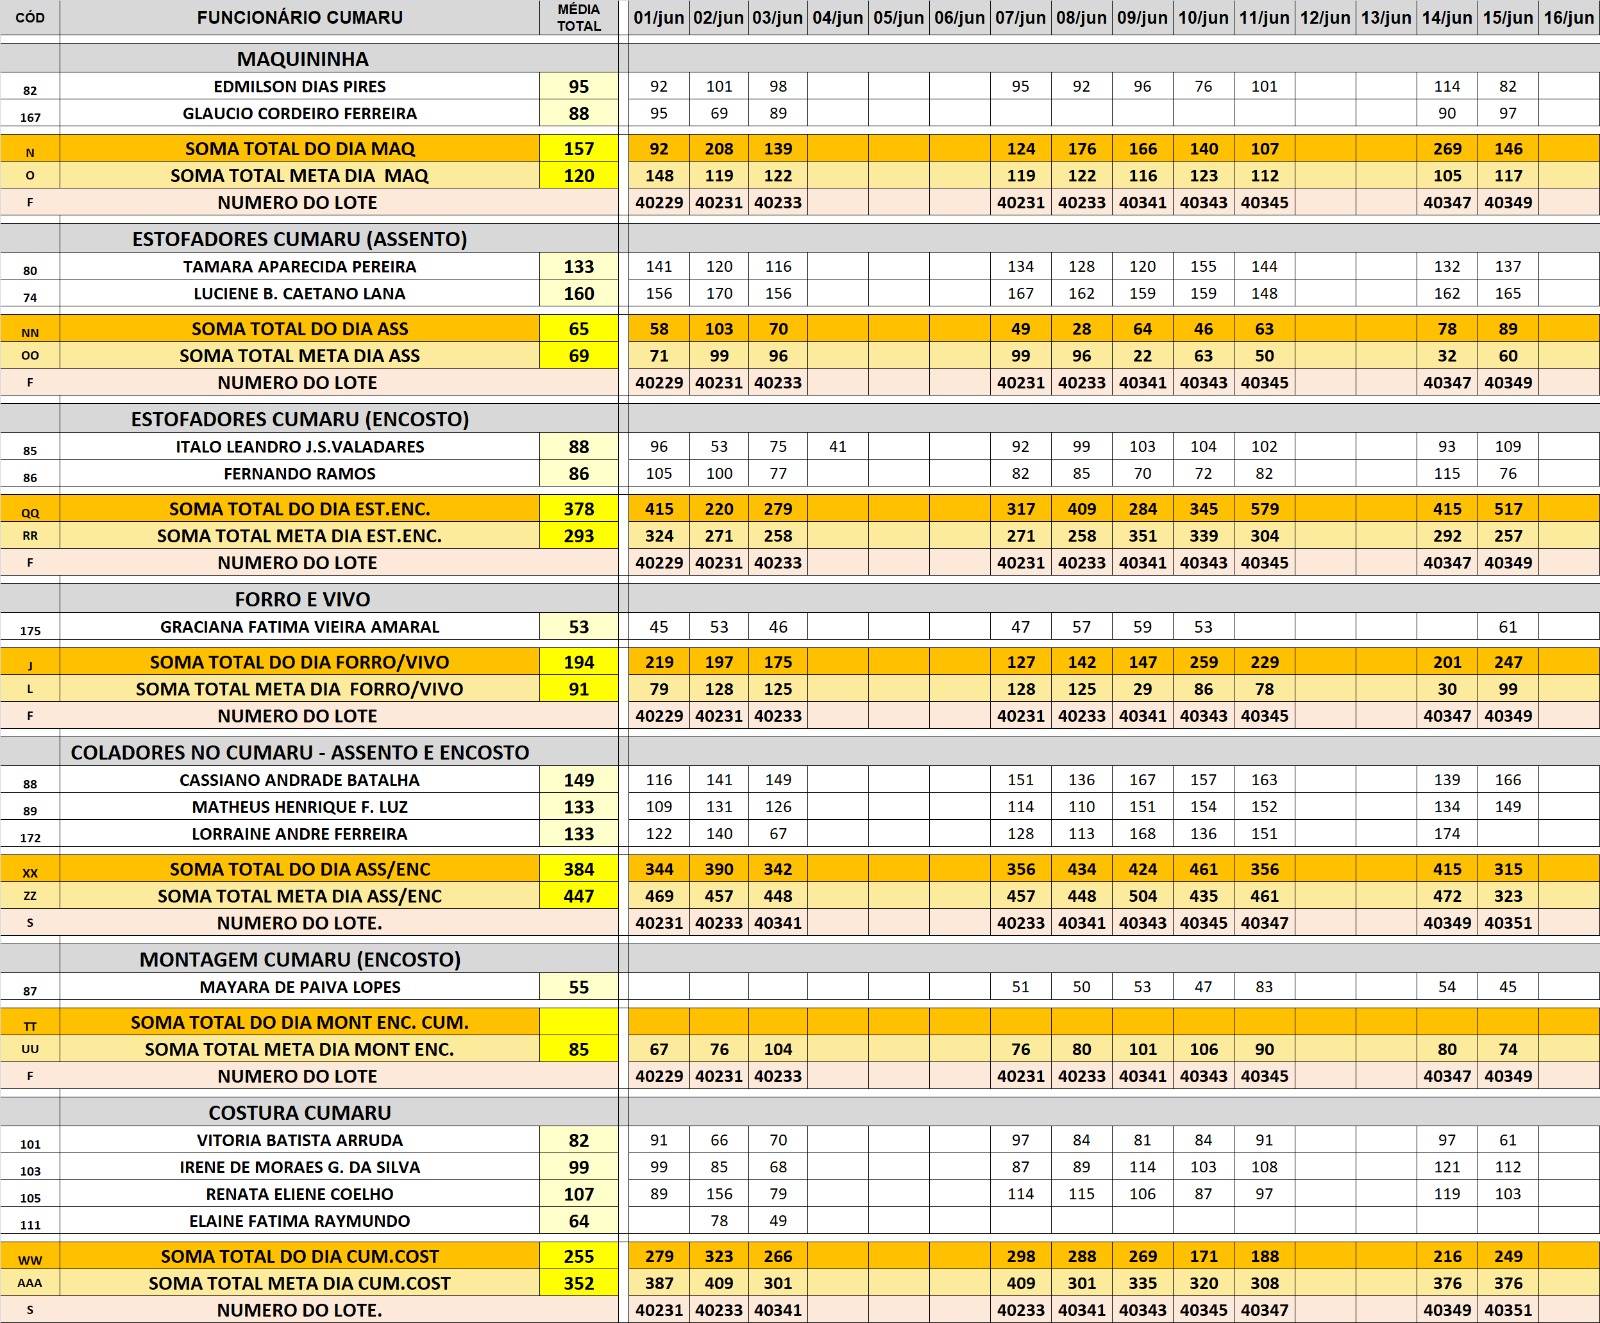 CÓD FUNCIONÁRIO CUMARU MÉDIA TOTAL 01/jun 02/jun 03/jun 04/jun 05/jun 06/jun 07/jun 08/jun 09/jun 10/jun 11/jun 12/jun 13/jun 14/jun 15/jun 16/jun
MAQUININHA
82 EDMILSON DIAS PIRES 95 92 101 98 95 92 96 76 101 114 82
167 GLAUCIO CORDEIRO FERREIRA 88 95 69 89 90 97
N SOMA TOTAL DO DIA MAQ 157 92 208 139 124 176 166 140 107 269 146
O SOMA TOTAL META DIA MAQ 120 148 119 122 119 122 116 123 112 105 117
F NUMERO DO LOTE 40229 40231 40233 40231 40233 40341 40343 40345 40347 40349
ESTOFADORES CUMARU (ASSENTO)
80 TAMARA APARECIDA PEREIRA 133 141 120 116 134 128 120 155 144 132 137
74 LUCIENE B. CAETANO LANA 160 156 170 156 167 162 159 159 148 162 165
NN SOMA TOTAL DO DIA ASS 65 58 103 70 49 28 64 46 63 78 89
OO SOMA TOTAL META DIA ASS 69 71 99 96 99 96 22 63 50 32 60
F NUMERO DO LOTE 40229 40231 40233 40231 40233 40341 40343 40345 40347 40349
ESTOFADORES CUMARU (ENCOSTO)
85 ITALO LEANDRO J.S.VALADARES 88 96 53 75 41 92 99 103 104 102 93 109
86 FERNANDO RAMOS 86 105 100 77 82 85 70 72 82 115 76
QQ SOMA TOTAL DO DIA EST.ENC. 378 415 220 279 317 409 284 345 579 415 517
RR SOMA TOTAL META DIA EST.ENC. 293 324 271 258 271 258 351 339 304 292 257
F NUMERO DO LOTE 40229 40231 40233 40231 40233 40341 40343 40345 40347 40349
FORRO E VIVO
175 GRACIANA FATIMA VIEIRA AMARAL 53 45 53 46 47 57 59 53 61
J SOMA TOTAL DO DIA FORRO/VIVO 194 219 197 175 127 142 147 259 229 201 247
L SOMA TOTAL META DIA FORRO/VIVO 91 79 128 125 128 125 29 86 78 30 99
F NUMERO DO LOTE 40229 40231 40233 40231 40233 40341 40343 40345 40347 40349
COLADORES NO CUMARU - ASSENTO E ENCOSTO
88 CASSIANO ANDRADE BATALHA 149 116 141 149 151 136 167 157 163 139 166
89 MATHEUS HENRIQUE F. LUZ 133 109 131 126 114 110 151 154 152 134 149
172 LORRAINE ANDRE FERREIRA 133 122 140 67 128 113 168 136 151 174
XX SOMA TOTAL DO DIA ASS/ENC 384 344 390 342 356 434 424 461 356 415 315
ZZ SOMA TOTAL META DIA ASS/ENC 447 469 457 448 457 448 504 435 461 472 323
S NUMERO DO LOTE. 40231 40233 40341 40233 40341 40343 40345 40347 40349 40351
MONTAGEM CUMARU (ENCOSTO)
87 MAYARA DE PAIVA LOPES 55 51 50 53 47 83 54 45
TT SOMA TOTAL DO DIA MONT ENC. CUM.
UU SOMA TOTAL META DIA MONT ENC. 85 67 76 104 76 80 101 106 90 80 74
F NUMERO DO LOTE 40229 40231 40233 40231 40233 40341 40343 40345 40347 40349
COSTURA CUMARU
101 VITORIA BATISTA ARRUDA 82 91 66 70 97 84 81 84 91 97 61
103 IRENE DE MORAES G. DA SILVA 99 99 85 68 87 89 114 103 108 121 112
105 RENATA ELIENE COELHO 107 89 156 79 114 115 106 87 97 119 103
111 ELAINE FATIMA RAYMUNDO 64 78 49
WW SOMA TOTAL DO DIA CUM.COST 255 279 323 266 298 288 269 171 188 216 249
AAA SOMA TOTAL META DIA CUM.COST 352 387 409 301 409 301 335 320 308 376 376
S NUMERO DO LOTE. 40231 40233 40341 40233 40341 40343 40345 40347 40349 40351